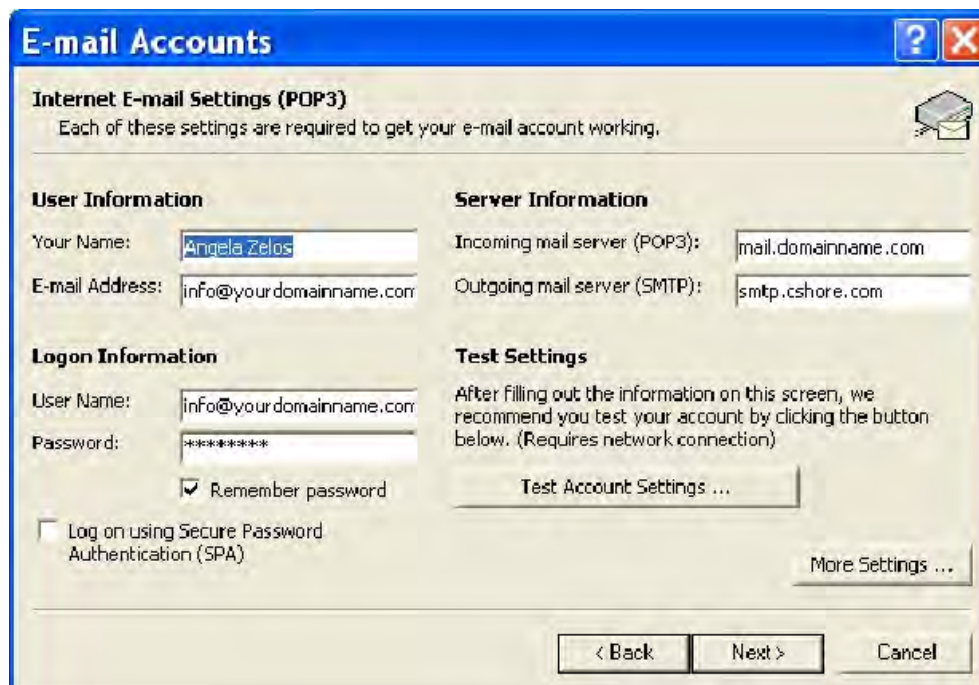 E-mail Accounts
?
X
Internet E-mail Settings (POP3)
Each of these settings are required to get your e-mail account working.
User Information
Your Name: Angela Zelos
E-mail Address: info@yourdomainname.com
Logon Information
User Name: info@yourdomainname.com
Password: ********
Remember password
Log on using Secure Password
Authentication (SPA)
Server Information
Incoming mail server (POP3): mail.domainname.com
Outgoing mail server (SMTP): smtp.cshore.com
Test Settings
After filling out the information on this screen, we
recommend you test your account by clicking the button
below. (Requires network connection)
Test Account Settings ...
More Settings ...
< Back
Next >
Cancel